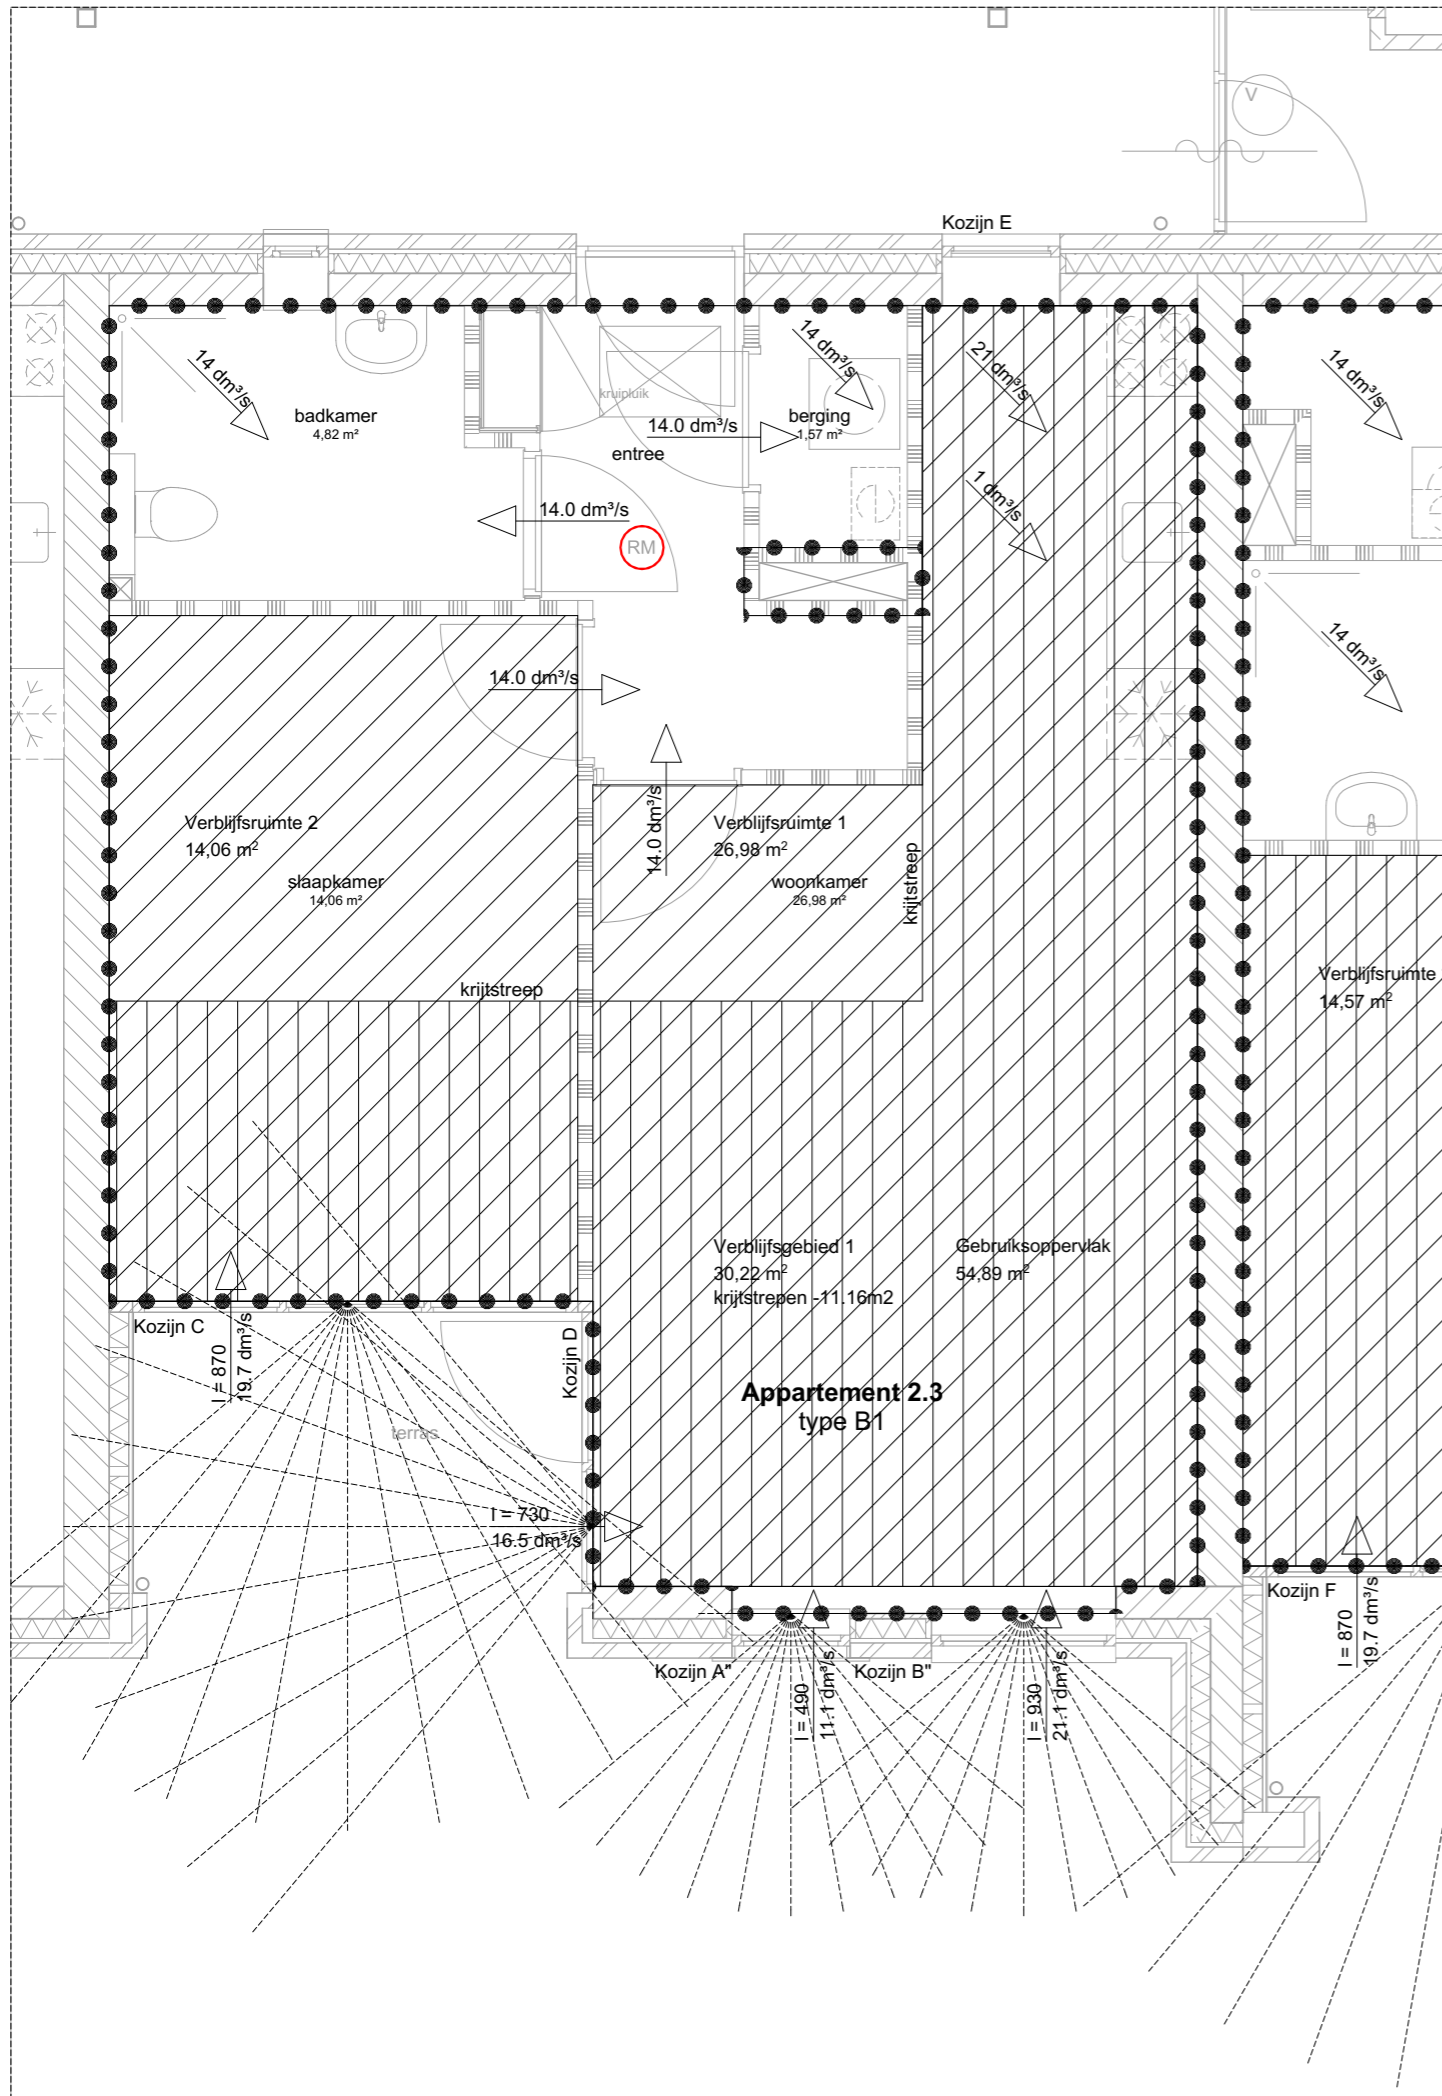 V
Kozijn E
14 dm³/s
14 dm³/s
21 dm³/s
14 dm³/s
kruipluik
badkamer
4,82 m²
14.0 dm³/s
berging
1,57 m²
entree
1 dm³/s
14.0 dm³/s
RM
14 dm³/s
14.0 dm³/s
14.0 dm³/s
Verblijfsruimte 2
14,06 m²
Verblijfsruimte 1
26,98 m²
slaapkamer
14,06 m²
woonkamer
26,98 m²
krijtstreep
krijtstreep
Verblijfsruimte
14,57 m²
Verblijfsgebied 1
30,22 m²
krijtstrepen -11.16m2
Gebruiksoppervlak
54,89 m²
Kozijn C
l = 870
19.7 dm³/s
Kozijn D
Appartement 2.3
type B1
terras
l = 730
16.5 dm³/s
Kozijn F
l = 870
19.7 dm³/s
Kozijn A"
Kozijn B"
l = 490
11.1 dm³/s
l = 930
21.1 dm³/s